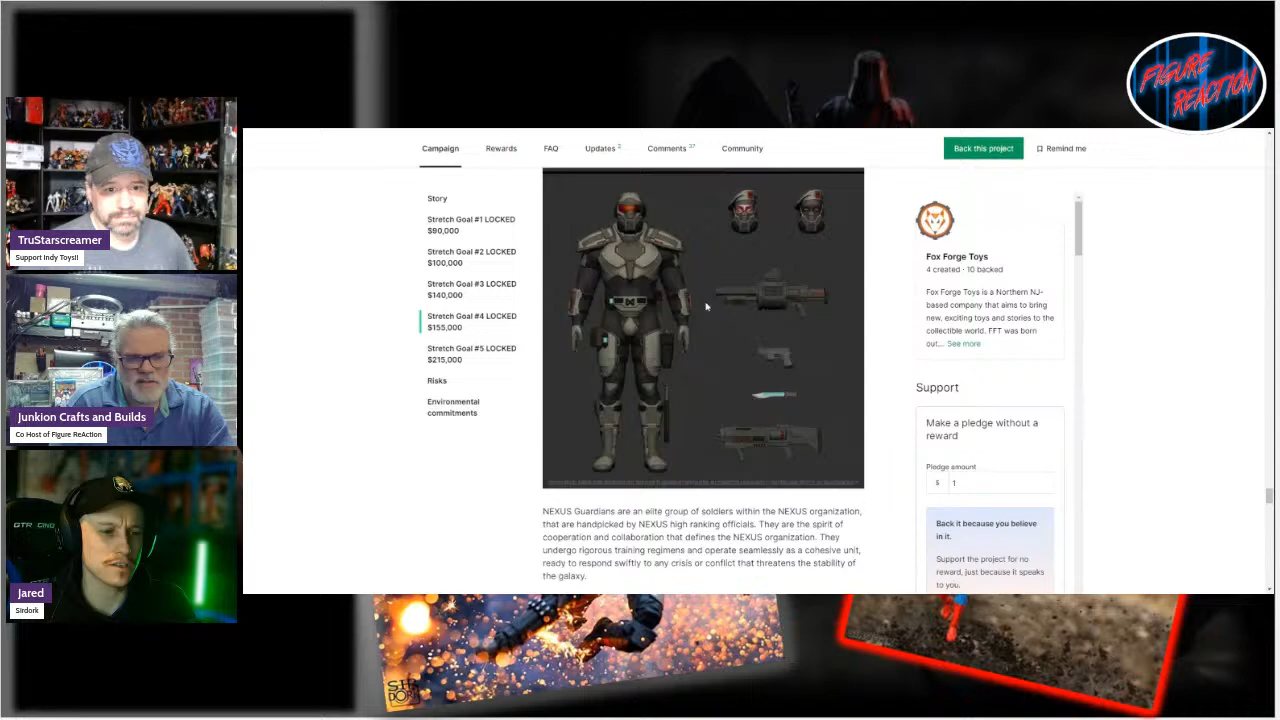 FIGURE
REACTION
TruStarscreamer
Support Indy Toys!!
Junkion Crafts and Builds
Co Host of Figure ReAction
GTR
Jared
SIrdork
Campaign
Rewards
FAQ
Updates 2
Comments 37
Community
Back this project
Remind me
Story
Stretch Goal #1 LOCKED
$90,000
Stretch Goal #2 LOCKED
$100,000
Stretch Goal #3 LOCKED
$140,000
Stretch Goal #4 LOCKED
$155,000
Stretch Goal #5 LOCKED
$215,000
Risks
Environmental
commitments
NEXUS Guardians are an elite group of soldiers within the NEXUS organization,
that are handpicked by NEXUS high ranking officials. They are the spirit of
cooperation and collaboration that defines the NEXUS organization. They
undergo rigorous training regimens and operate seamlessly as a cohesive unit,
ready to respond swiftly to any crisis or conflict that threatens the stability of
the galaxy.
Fox Forge Toys
4 created · 10 backed
Fox Forge Toys is a Northern NJ-
based company that aims to bring
new, exciting toys and stories to the
collectible world. FFT was born
out... See more
Support
Make a pledge without a
reward
Pledge amount
$ 1
Back it because you believe
in it.
Support the project for no
reward, just because it speaks
to you.
SIR
DORK